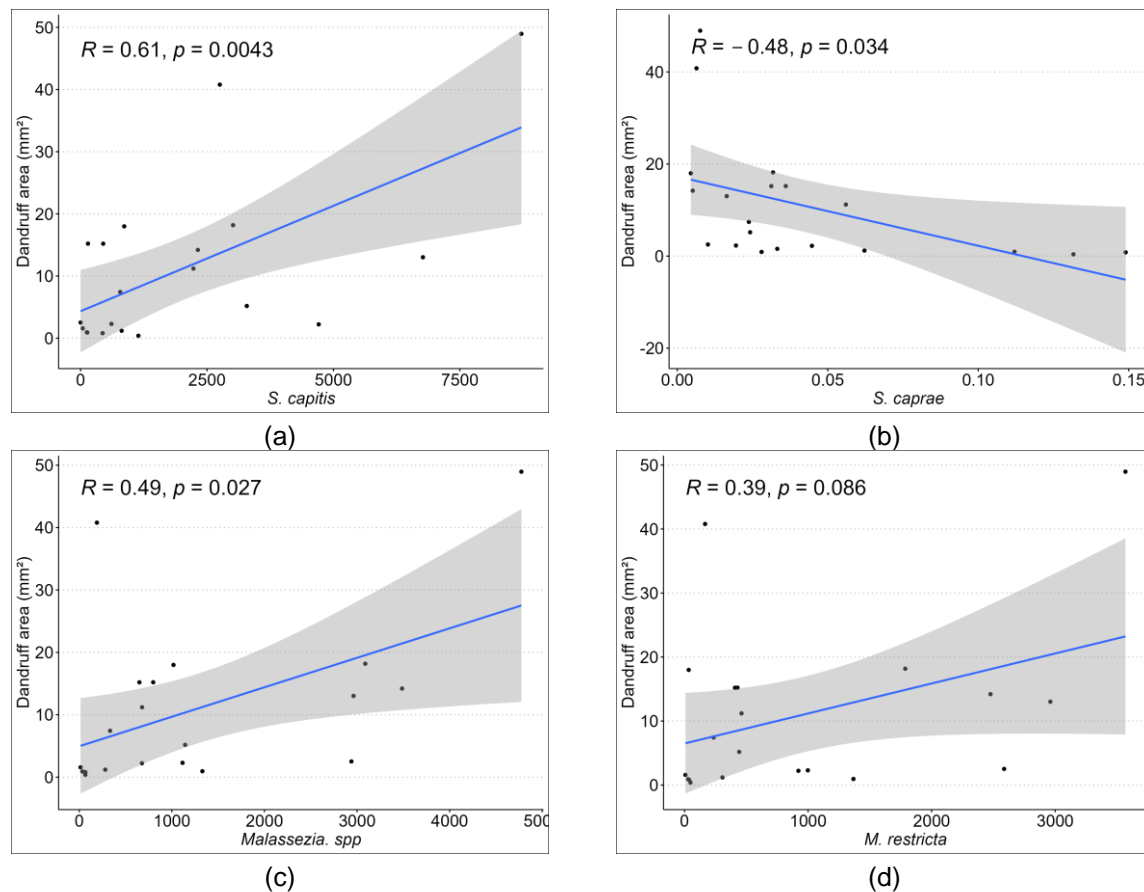 R = 0.61, p = 0.0043
Dandruff area (mm²)
50
40
30
20
10
0
0 2500 5000 7500
S. capitis
(a)
R = − 0.48, p = 0.034
Dandruff area (mm²)
40
20
0
-20
0.00 0.05 0.10 0.15
S. caprae
(b)
R = 0.49, p = 0.027
Dandruff area (mm²)
50
40
30
20
10
0
0 1000 2000 3000 4000 500
Malassezia. spp
(c)
R = 0.39, p = 0.086
Dandruff area (mm²)
50
40
30
20
10
0
0 1000 2000 3000
M. restricta
(d)